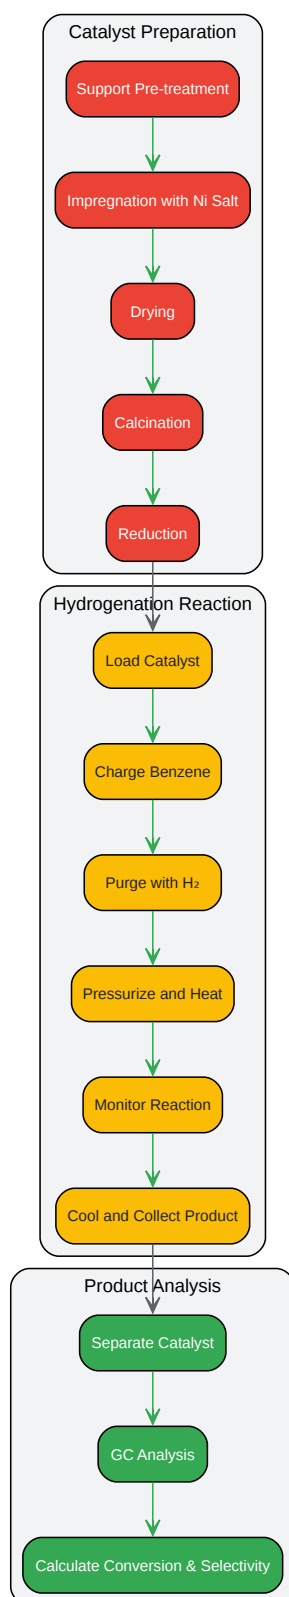 Catalyst Preparation
Support Pre-treatment
Impregnation with Ni Salt
Drying
Calcination
Reduction
Hydrogenation Reaction
Load Catalyst
Charge Benzene
Purge with H₂
Pressurize and Heat
Monitor Reaction
Cool and Collect Product
Product Analysis
Separate Catalyst
GC Analysis
Calculate Conversion & Selectivity